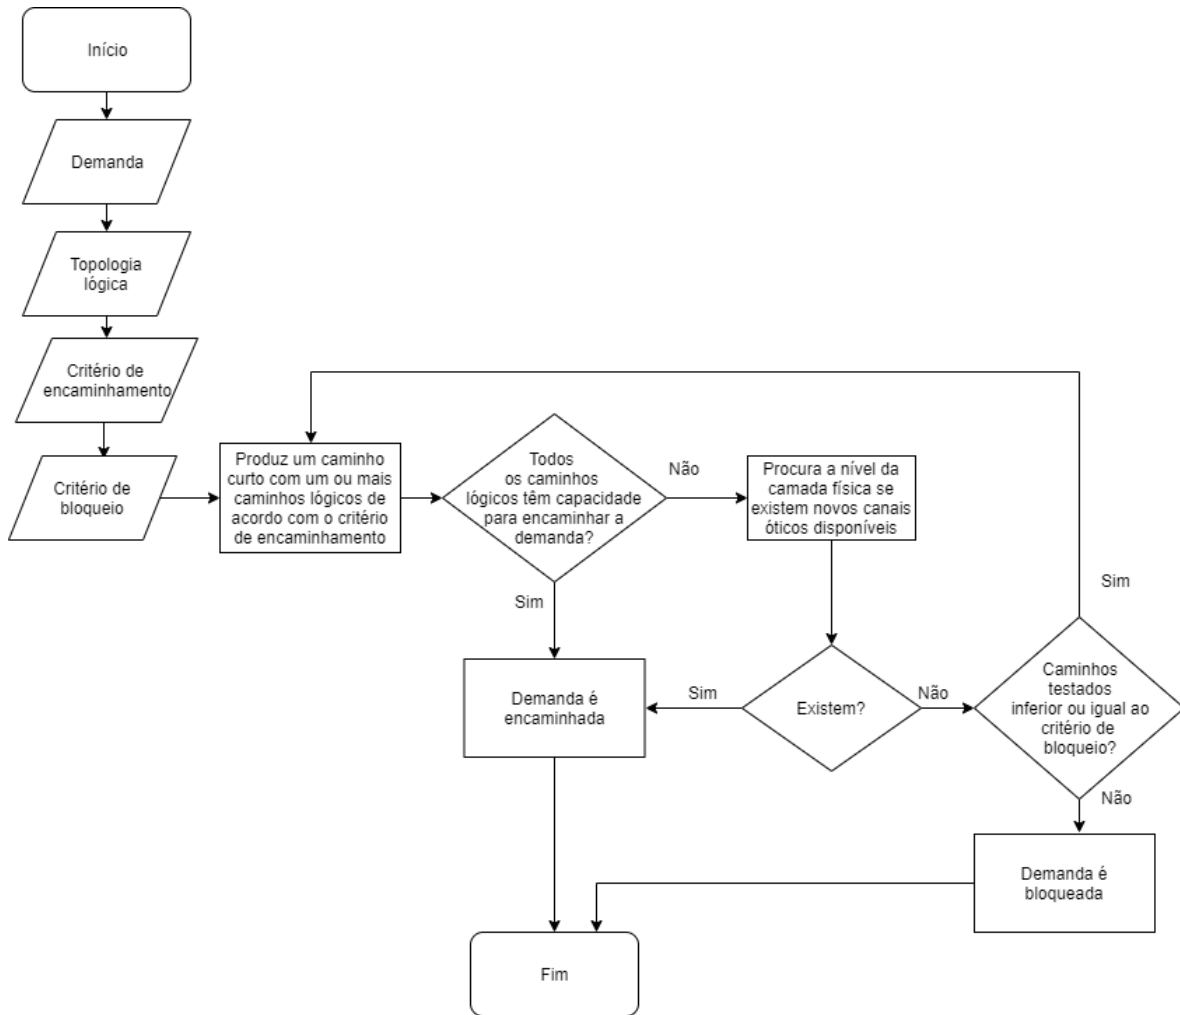 Início
Demanda
Topologia
lógica
Critério de
encaminhamento
Critério de
bloqueio
Produz um caminho
curto com um ou mais
caminhos lógicos de
acordo com o critério
de encaminhamento
Todos
os caminhos
lógicos têm capacidade
para encaminhar a
demanda?
Não
Procura a nível da
camada física se
existem novos canais
óticos disponíveis
Sim
Sim
Demanda é
encaminhada
Sim
Existem?
Não
Caminhos
testados
inferior ou igual ao
critério de
bloqueio?
Não
Demanda é
bloqueada
Fim